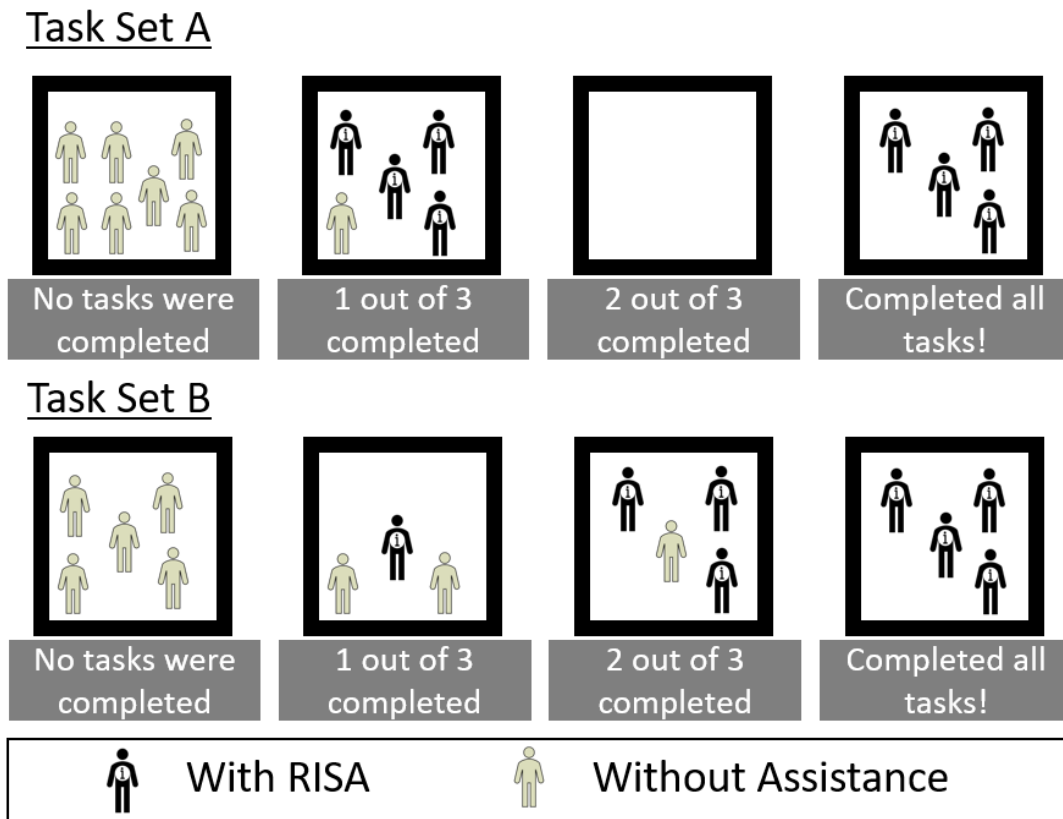 Task Set A
No tasks were
completed
1 out of 3
completed
2 out of 3
completed
Completed all
tasks!
Task Set B
No tasks were
completed
1 out of 3
completed
2 out of 3
completed
Completed all
tasks!
i With RISA
Without Assistance